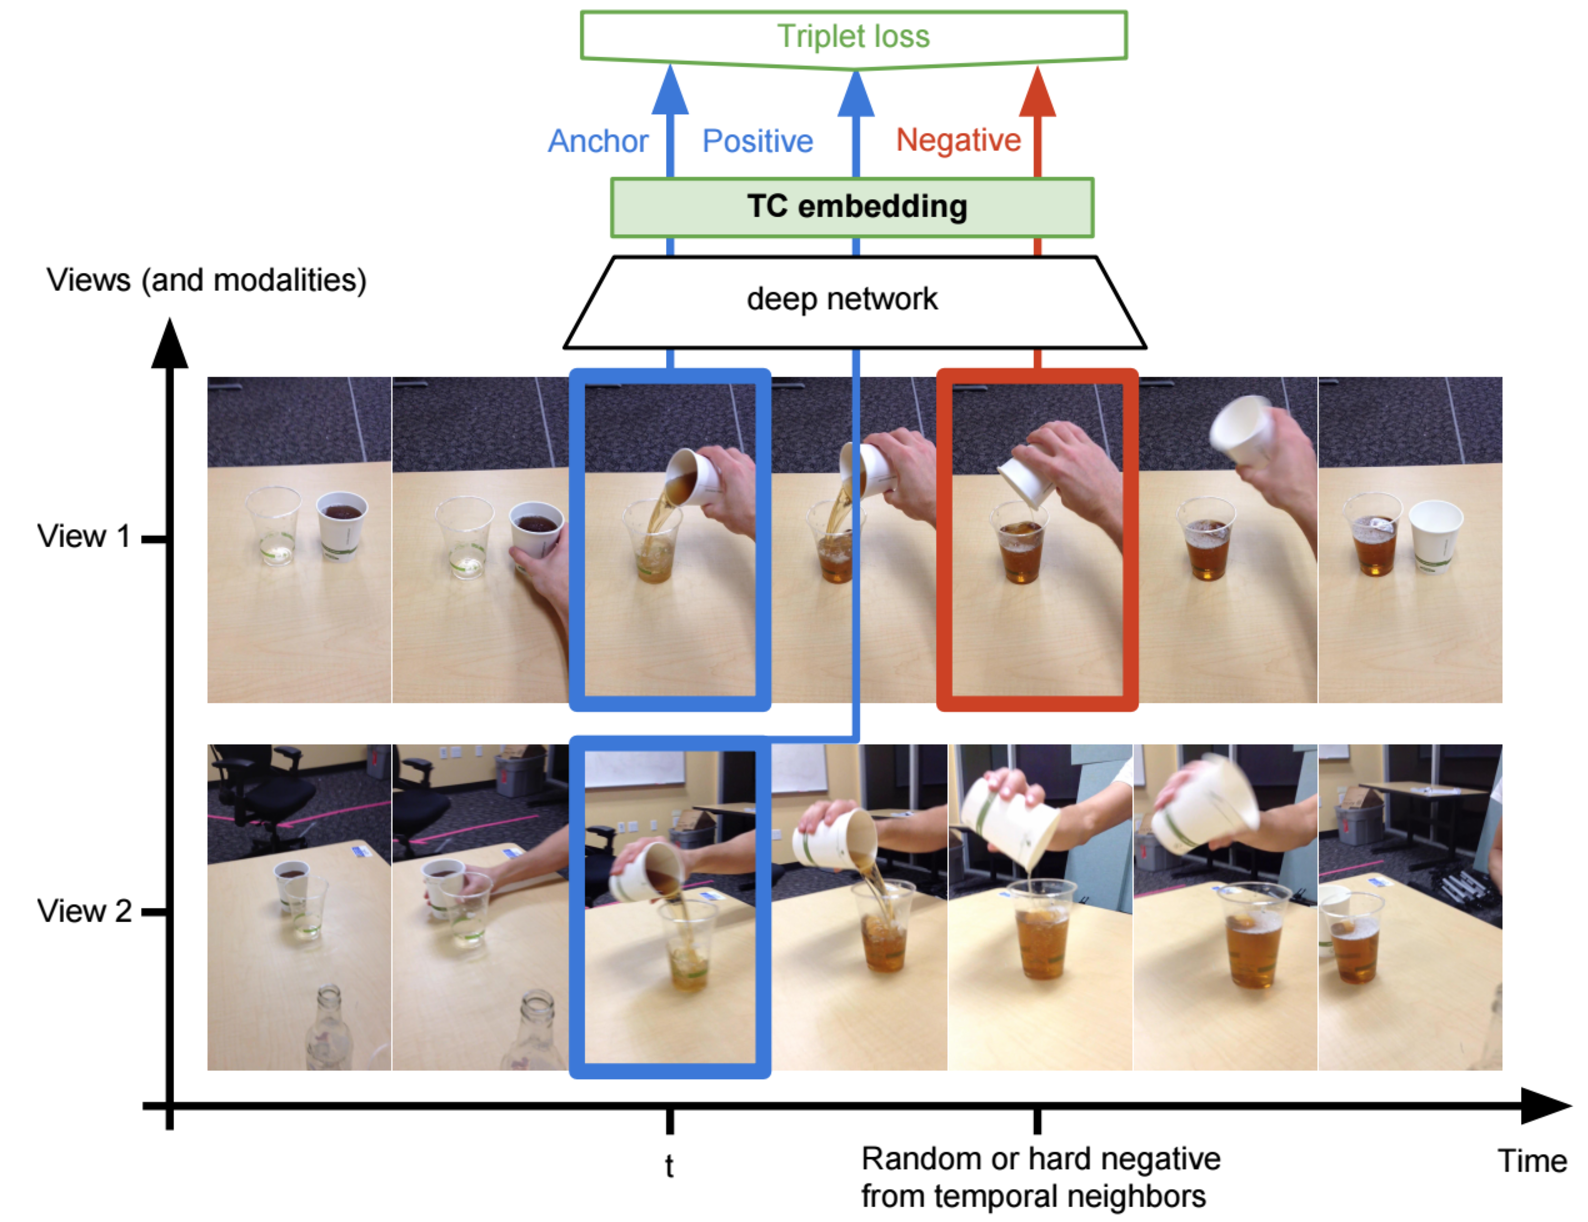 Triplet loss
Anchor
Positive
Negative
TC embedding
Views (and modalities)
deep network
View 1
View 2
t
Random or hard negative
from temporal neighbors
Time